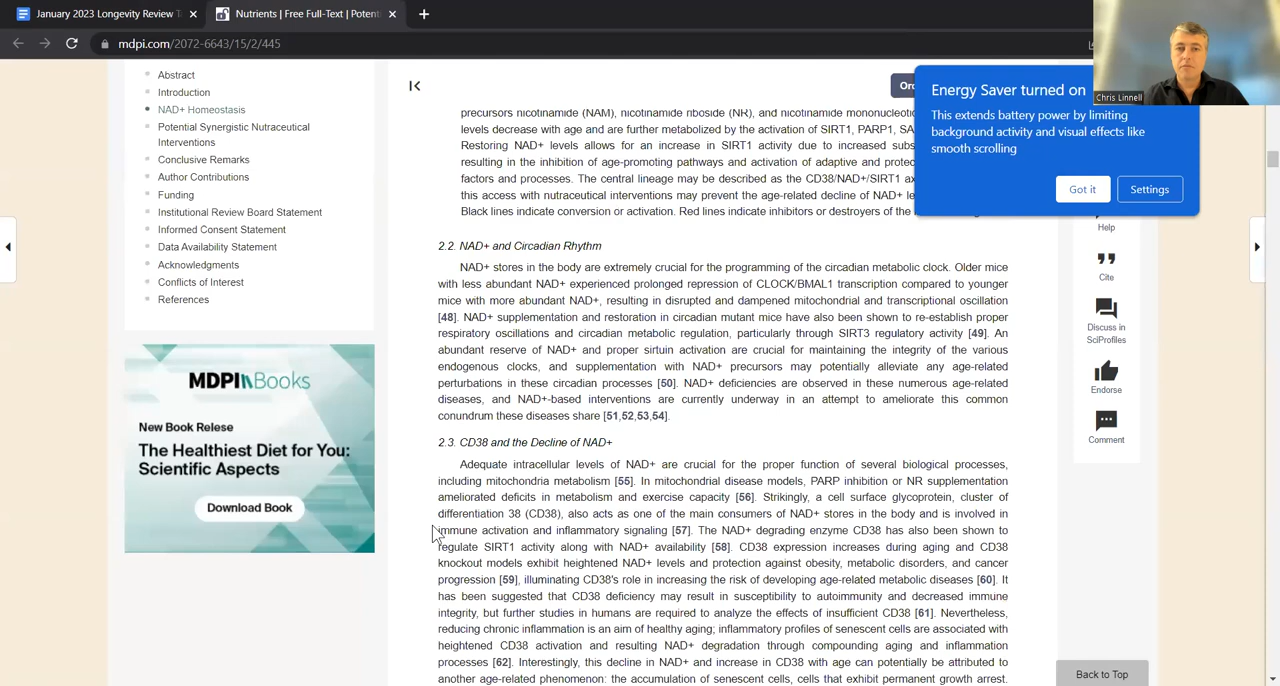 January 2023 Longevity Review T
Nutrients | Free Full-Text | Potent
mdpi.com/2072-6643/15/2/445
Chris Linnell
Energy Saver turned on
This extends battery power by limiting
background activity and visual effects like
smooth scrolling
Got it
Settings
Abstract
Introduction
NAD+ Homeostasis
Potential Synergistic Nutraceutical
Interventions
Conclusive Remarks
Author Contributions
Funding
Institutional Review Board Statement
Informed Consent Statement
Data Availability Statement
Acknowledgments
Conflicts of Interest
References
MDPI Books
New Book Relese
The Healthiest Diet for You:
Scientific Aspects
Download Book
precursors nicotinamide (NAM), nicotinamide riboside (NR), and nicotinamide mononucleotid
levels decrease with age and are further metabolized by the activation of SIRT1, PARP1, SA
Restoring NAD+ levels allows for an increase in SIRT1 activity due to increased subs
resulting in the inhibition of age-promoting pathways and activation of adaptive and protec
factors and processes. The central lineage may be described as the CD38/NAD+/SIRT1 ax
this access with nutraceutical interventions may prevent the age-related decline of NAD+ le
Black lines indicate conversion or activation. Red lines indicate inhibitors or destroyers of the
2.2. NAD+ and Circadian Rhythm
NAD+ stores in the body are extremely crucial for the programming of the circadian metabolic clock. Older mice
with less abundant NAD+ experienced prolonged repression of CLOCK/BMAL1 transcription compared to younger
mice with more abundant NAD+, resulting in disrupted and dampened mitochondrial and transcriptional oscillation
[48]. NAD+ supplementation and restoration in circadian mutant mice have also been shown to re-establish proper
respiratory oscillations and circadian metabolic regulation, particularly through SIRT3 regulatory activity [49]. An
abundant reserve of NAD+ and proper sirtuin activation are crucial for maintaining the integrity of the various
endogenous clocks, and supplementation with NAD+ precursors may potentially alleviate any age-related
perturbations in these circadian processes [50]. NAD+ deficiencies are observed in these numerous age-related
diseases, and NAD+-based interventions are currently underway in an attempt to ameliorate this common
conundrum these diseases share [51,52,53,54].
2.3. CD38 and the Decline of NAD+
Adequate intracellular levels of NAD+ are crucial for the proper function of several biological processes,
including mitochondria metabolism [55]. In mitochondrial disease models, PARP inhibition or NR supplementation
ameliorated deficits in metabolism and exercise capacity [56]. Strikingly, a cell surface glycoprotein, cluster of
differentiation 38 (CD38), also acts as one of the main consumers of NAD+ stores in the body and is involved in
immune activation and inflammatory signaling [57]. The NAD+ degrading enzyme CD38 has also been shown to
regulate SIRT1 activity along with NAD+ availability [58]. CD38 expression increases during aging and CD38
knockout models exhibit heightened NAD+ levels and protection against obesity, metabolic disorders, and cancer
progression [59], illuminating CD38's role in increasing the risk of developing age-related metabolic diseases [60]. It
has been suggested that CD38 deficiency may result in susceptibility to autoimmunity and decreased immune
integrity, but further studies in humans are required to analyze the effects of insufficient CD38 [61]. Nevertheless,
reducing chronic inflammation is an aim of healthy aging; inflammatory profiles of senescent cells are associated with
heightened CD38 activation and resulting NAD+ degradation through compounding aging and inflammation
processes [62]. Interestingly, this decline in NAD+ and increase in CD38 with age can potentially be attributed to
another age-related phenomenon: the accumulation of senescent cells, cells that exhibit permanent growth arrest.
Help
Cite
Discuss in
SciProfiles
Endorse
Comment
Back to Top